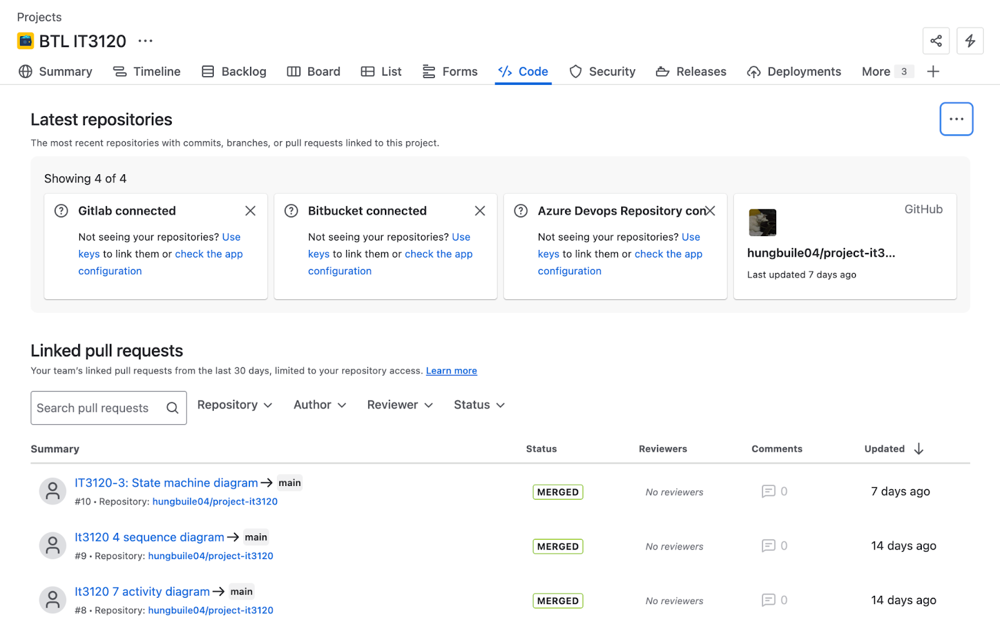 Projects
BTL IT3120
Summary Timeline Backlog Board List Forms Code Security Releases Deployments More 3
Latest repositories
The most recent repositories with commits, branches, or pull requests linked to this project.
Showing 4 of 4
Gitlab connected
Not seeing your repositories? Use
keys to link them or check the app
configuration
Bitbucket connected
Not seeing your repositories? Use
keys to link them or check the app
configuration
Azure Devops Repository con
Not seeing your repositories? Use
keys to link them or check the app
configuration
GitHub
hungbuile04/project-it3...
Last updated 7 days ago
Linked pull requests
Your team's linked pull requests from the last 30 days, limited to your repository access. Learn more
Search pull requests Repository Author Reviewer Status
Summary Status Reviewers Comments Updated
IT3120-3: State machine diagram → main
#10 • Repository: hungbuile04/project-it3120
MERGED No reviewers 0 7 days ago
It3120 4 sequence diagram → main
#9 • Repository: hungbuile04/project-it3120
MERGED No reviewers 0 14 days ago
It3120 7 activity diagram → main
#8 • Repository: hungbuile04/project-it3120
MERGED No reviewers 0 14 days ago